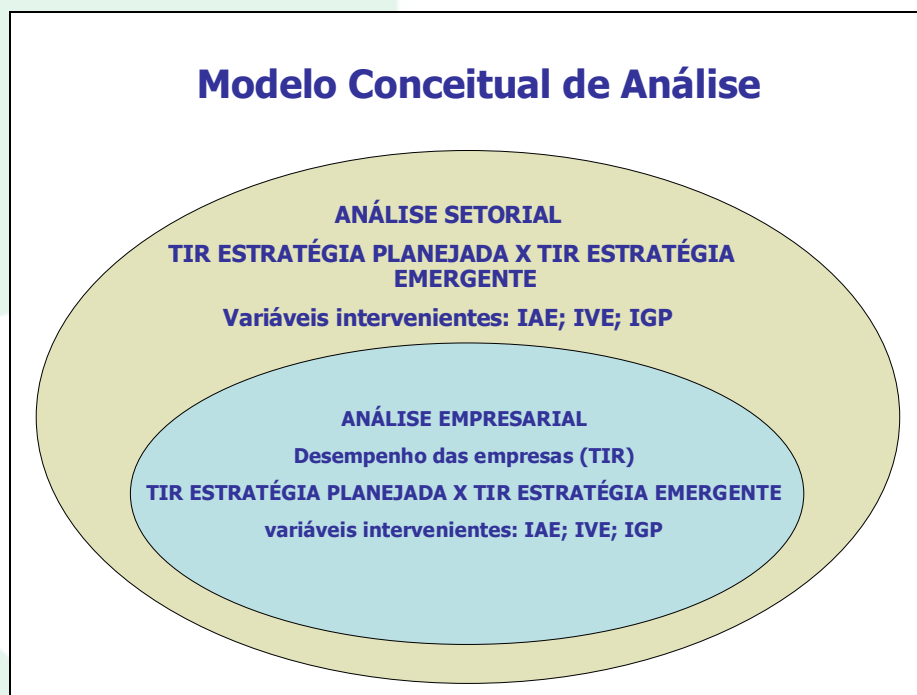 Modelo Conceitual de Análise
ANÁLISE SETORIAL
TIR ESTRATÉGIA PLANEJADA X TIR ESTRATÉGIA
EMERGENTE
Variáveis intervenientes: IAE; IVE; IGP
ANÁLISE EMPRESARIAL
Desempenho das empresas (TIR)
TIR ESTRATÉGIA PLANEJADA X TIR ESTRATÉGIA EMERGENTE
variáveis intervenientes: IAE; IVE; IGP